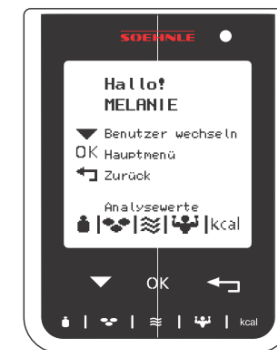 SOEHNLE
Hallo!
MELANIE
Benutzer wechseln
OK Hauptmenü
Zurück
Analysewerte
kcal
OK
kcal